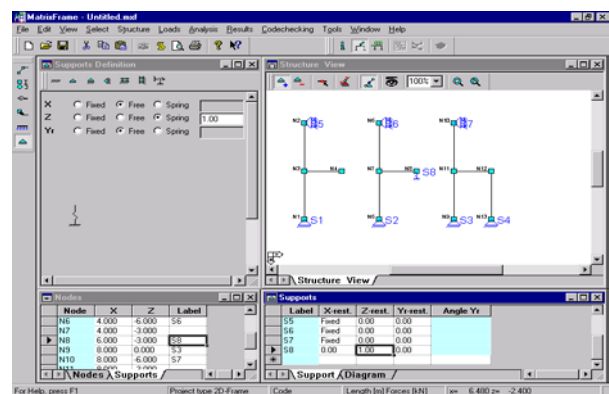 MatrixFrame - Untitled.mxd
File Edit View Select Structure Loads Analysis Results Codechecking Tools Window Help
Supports Definition
X Fixed Free Spring
Z Fixed Free Spring 1.00
Yr Fixed Free Spring
Structure View
100%
N2 S5 N6 S6 N10 S7
N3 N4 N7 N8 S8 N11 N12
N1 S1 S2 S3 N13 S4
Structure View
Nodes
Node X Z Label
N6 4.000 -6.000 S6
N7 4.000 -3.000
N8 6.000 -3.000 S8
N9 8.000 0.000 S3
N10 8.000 -6.000 S7
Nodes Supports
Supports
Label X-rest. Z-rest. Yr-rest. Angle Yr
S5 Fixed 0.00 0.00
S6 Fixed 0.00 0.00
S7 Fixed 0.00 0.00
S8 0.00 1.00 0.00
Support Diagram
For Help, press F1 Project type 2D-Frame Code Length [m] Forces [kN] x= 6.480 z= -2.400